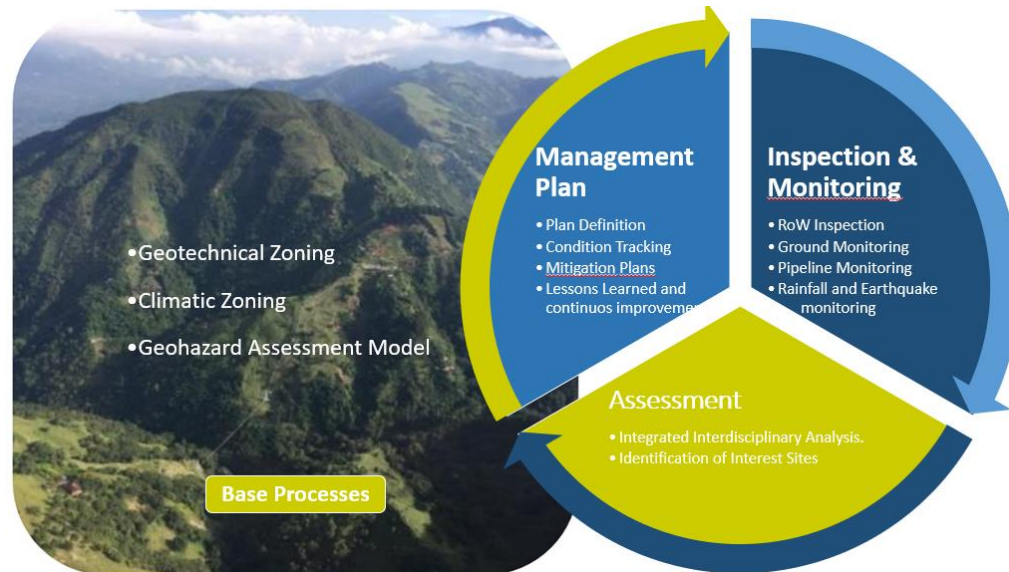 •Geotechnical Zoning
•Climatic Zoning
•Geohazard Assessment Model
Base Processes
Management
Plan
• Plan Definition
• Condition Tracking
• Mitigation Plans
• Lessons Learned and
continuos improvemer
Inspection &
Monitoring
• RoW Inspection
• Ground Monitoring
• Pipeline Monitoring
• Rainfall and Earthquake
monitoring
Assessment
• Integrated Interdisciplinary Analysis.
• Identification of Interest Sites